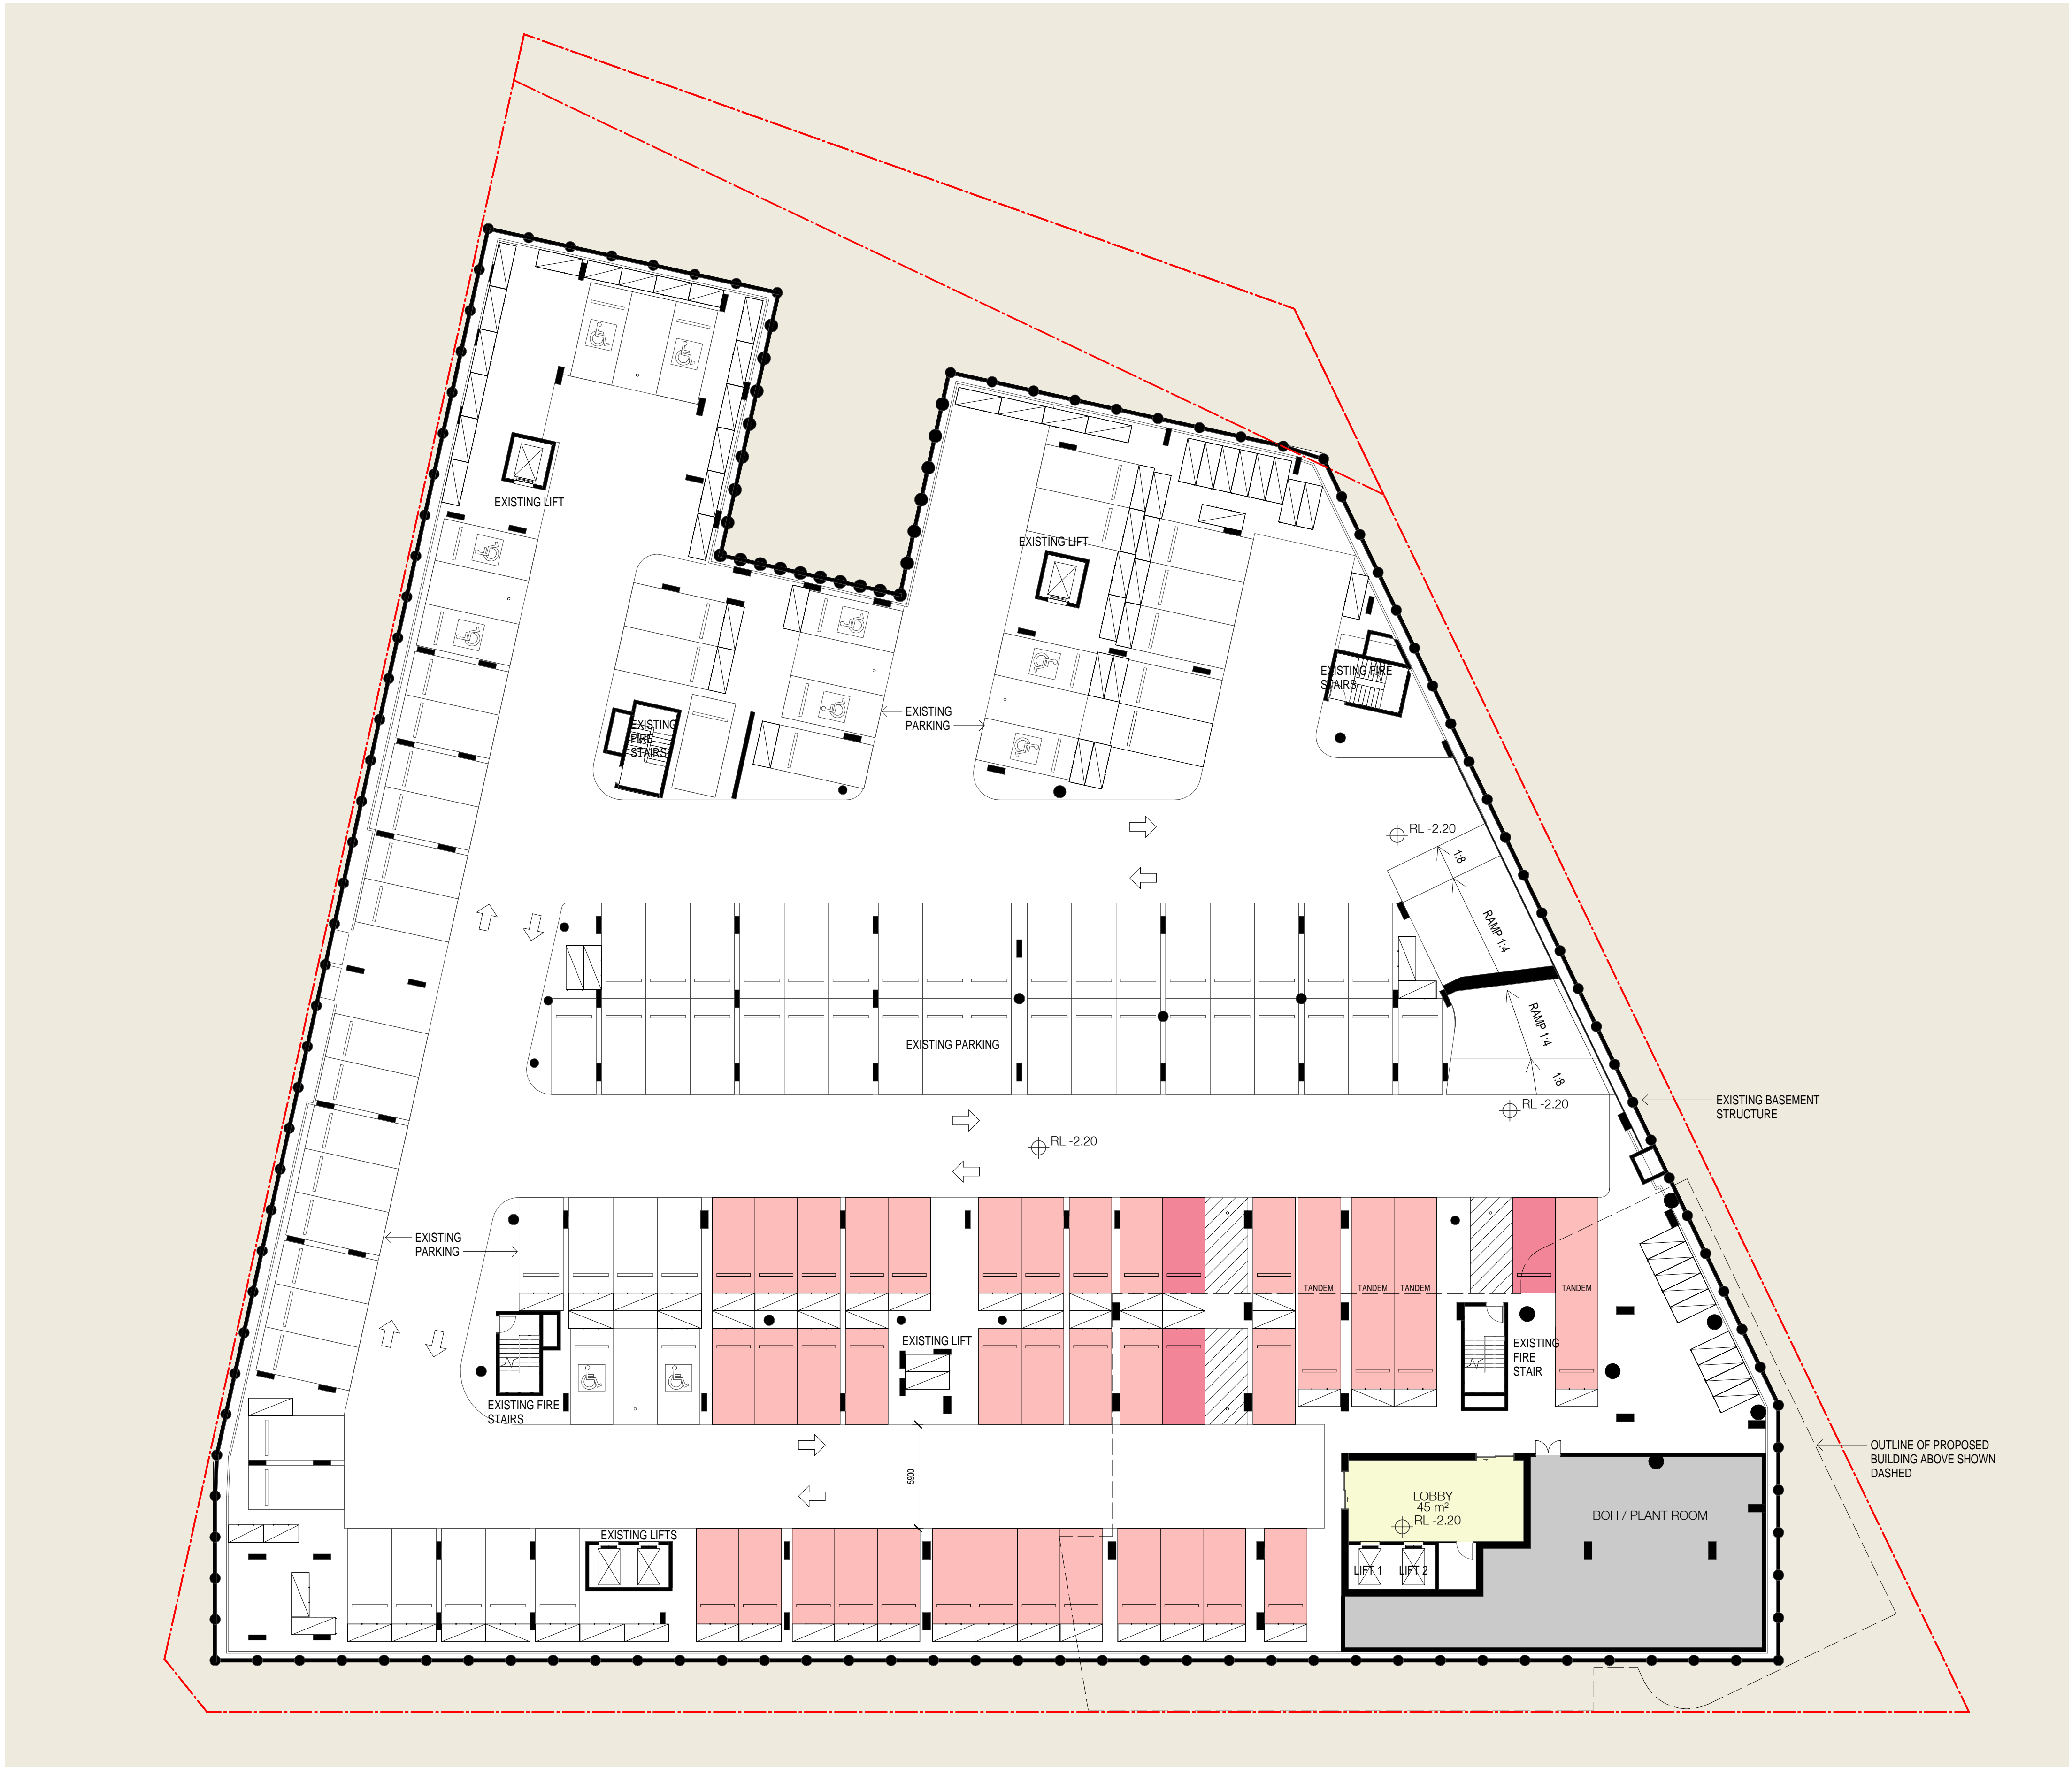 EXISTING LIFT
EXISTING LIFT
EXISTING FIRE
STAIRS
EXISTING
PARKING
EXISTING
FIRE
STAIRS
RL -2.20
1:8
RAMP 1:4
RAMP 1:4
EXISTING PARKING
1:8
RL -2.20
EXISTING BASEMENT
STRUCTURE
RL -2.20
EXISTING
PARKING
TANDEM
TANDEM
TANDEM
TANDEM
EXISTING LIFT
EXISTING
FIRE
STAIR
EXISTING FIRE
STAIRS
OUTLINE OF PROPOSED
BUILDING ABOVE SHOWN
DASHED
5900
LOBBY
45 m²
RL -2.20
BOH / PLANT ROOM
EXISTING LIFTS
LIFT 1
LIFT 2